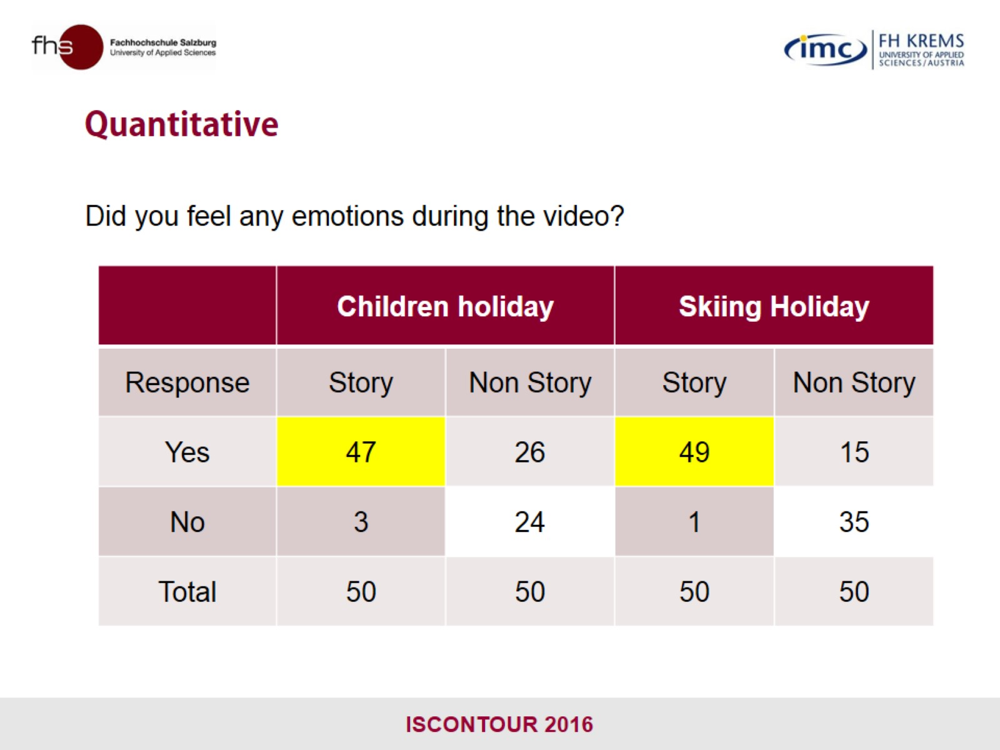 fhs
Fachhochschule Salzburg
University of Applied Sciences
imc
FH KREMS
UNIVERSITY OF APPLIED
SCIENCES/AUSTRIA
Quantitative
Did you feel any emotions during the video?
Children holiday Skiing Holiday
Response Story Non Story Story Non Story
Yes 47 26 49 15
No 3 24 1 35
Total 50 50 50 50
ISCONTOUR 2016